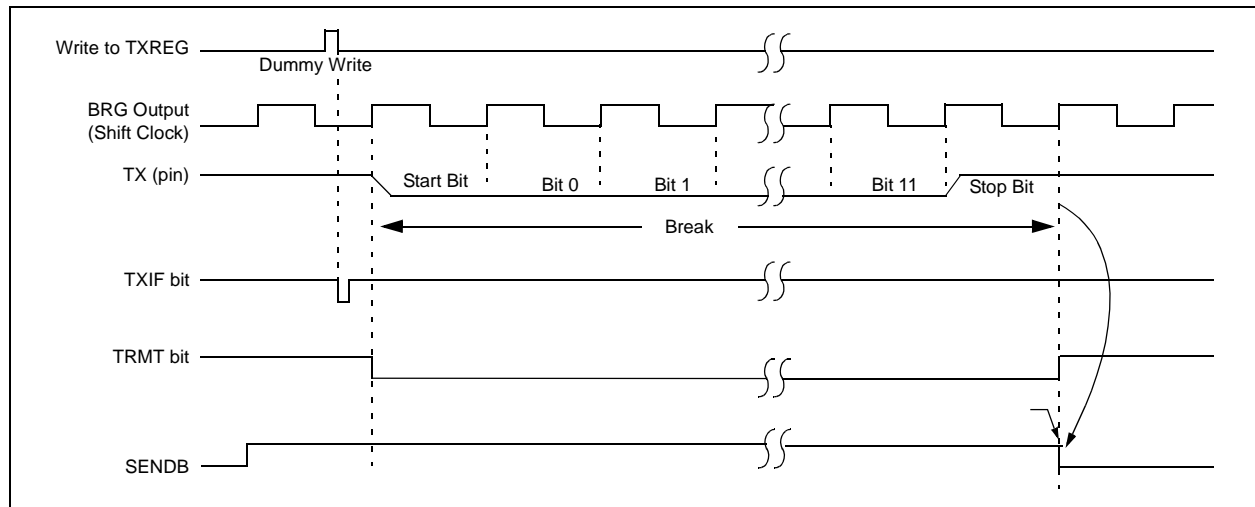 Write to TXREG
Dummy Write
BRG Output
(Shift Clock)
TX (pin)
Start Bit
Bit 0
Bit 1
Bit 11
Stop Bit
Break
TXIF bit
TRMT bit
SENDB